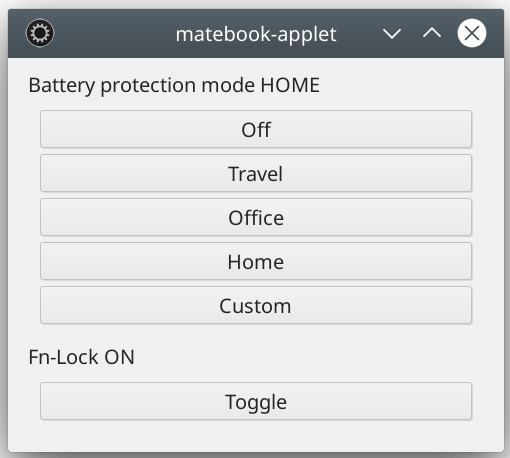 matebook-applet
Battery protection mode HOME
Off
Travel
Office
Home
Custom
Fn-Lock ON
Toggle